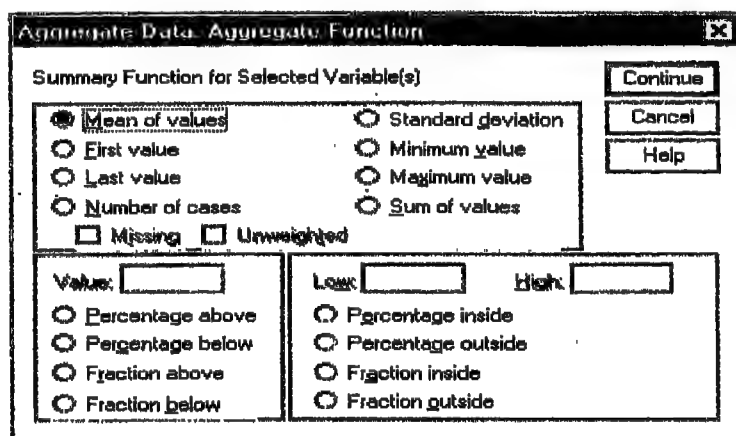 Aggregate Data: Aggregate Function
Summary Function for Selected Variable(s)
Continue
Cancel
Help
Mean of values
First value
Last value
Number of cases
Missing Unweighted
Standard deviation
Minimum value
Maximum value
Sum of values
Value:
Percentage above
Percentage below
Fraction above
Fraction below
Low: High:
Percentage inside
Percentage outside
Fraction inside
Fraction outside